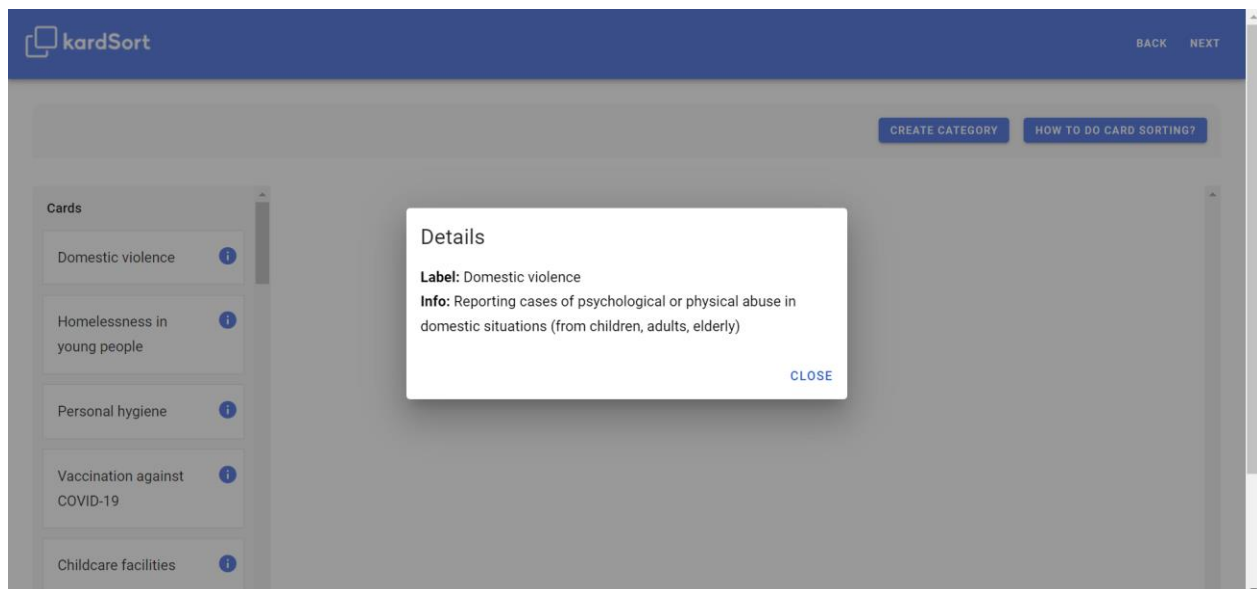 kardSort
BACK NEXT
CREATE CATEGORY HOW TO DO CARD SORTING?
Cards
Domestic violence
Homelessness in
young people
Personal hygiene
Vaccination against
COVID-19
Childcare facilities
Details
Label: Domestic violence
Info: Reporting cases of psychological or physical abuse in
domestic situations (from children, adults, elderly)
CLOSE